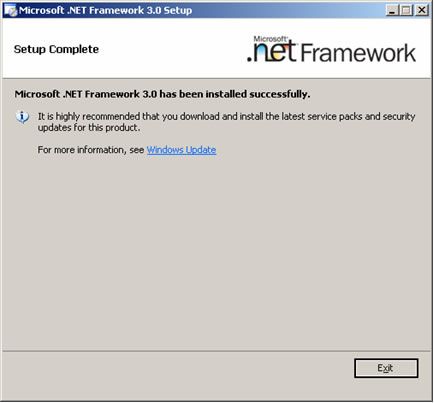 Microsoft .NET Framework 3.0 Setup
Setup Complete
Microsoft
.net Framework
Microsoft .NET Framework 3.0 has been installed successfully.
It is highly recommended that you download and install the latest service packs and security
updates for this product.
For more information, see Windows Update
Exit